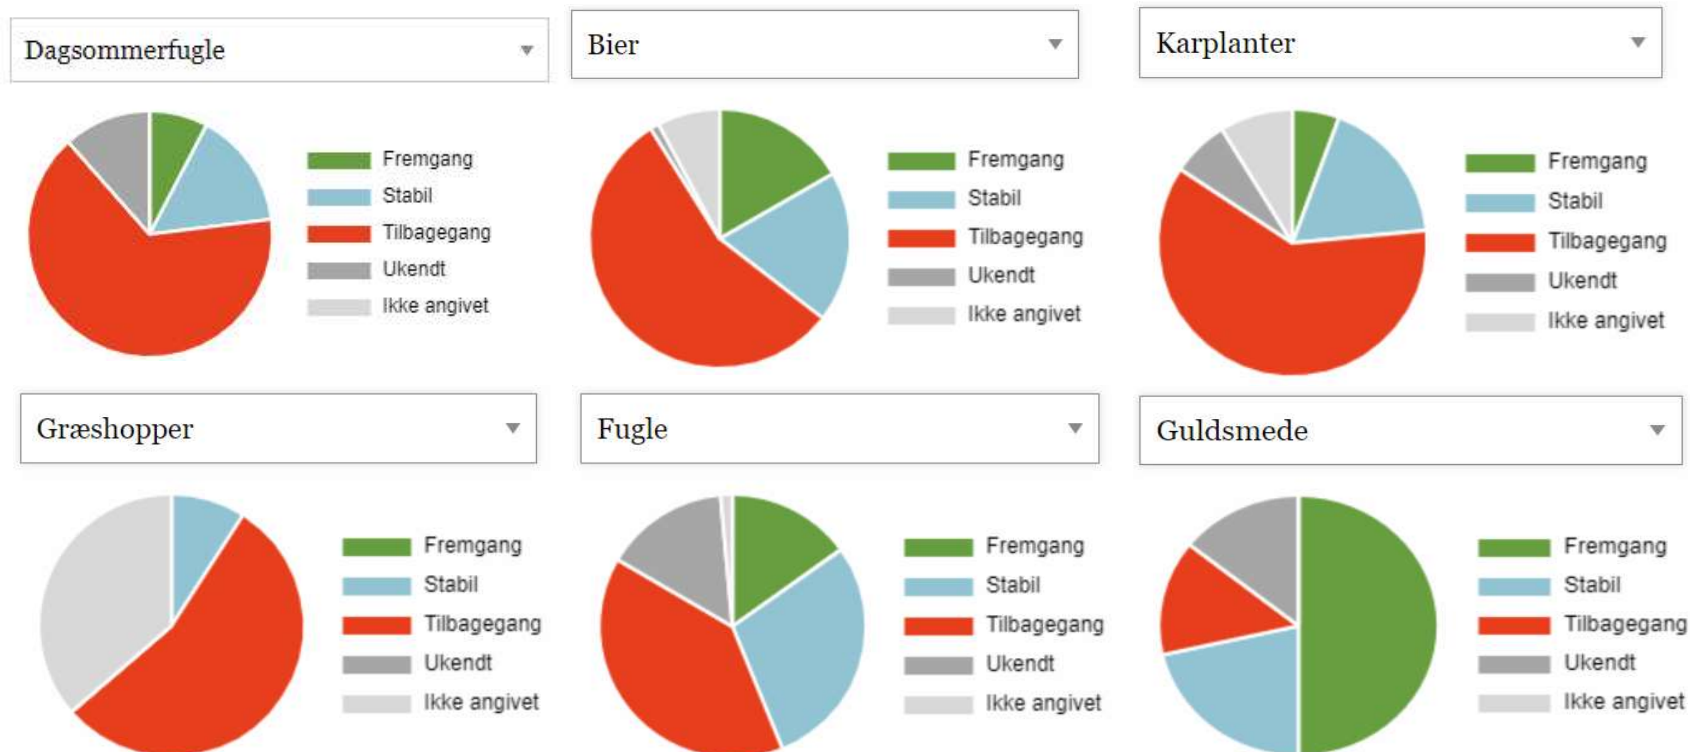 Dagsommerfugle
Fremgang
Stabil
Tilbagegang
Ukendt
Ikke angivet
Bier
Fremgang
Stabil
Tilbagegang
Ukendt
Ikke angivet
Karplanter
Fremgang
Stabil
Tilbagegang
Ukendt
Ikke angivet
Græshopper
Fremgang
Stabil
Tilbagegang
Ukendt
Ikke angivet
Fugle
Fremgang
Stabil
Tilbagegang
Ukendt
Ikke angivet
Guldsmede
Fremgang
Stabil
Tilbagegang
Ukendt
Ikke angivet